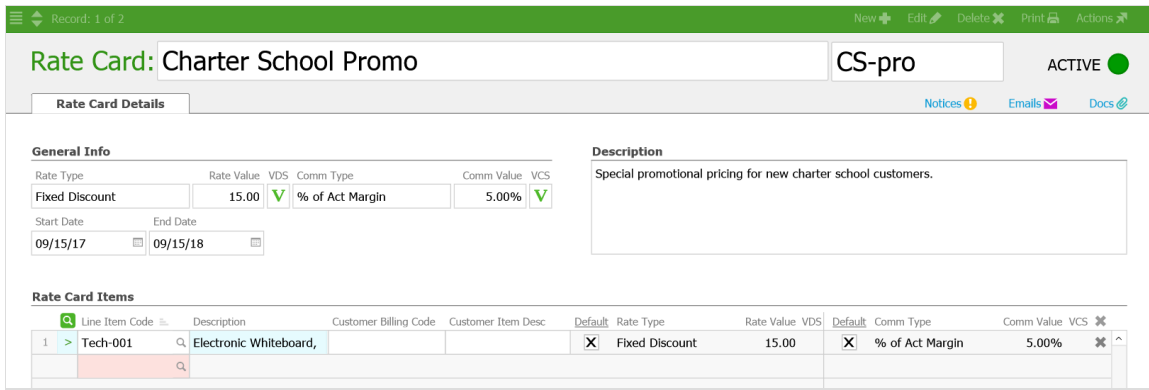 Record: 1 of 2 New Edit Delete Print Actions
Rate Card: Charter School Promo CS-pro ACTIVE
Rate Card Details Notices Emails Docs
General Info Description
Rate Type Rate Value VDS Comm Type Comm Value VCS
Special promotional pricing for new charter school customers.
Fixed Discount 15.00 V % of Act Margin 5.00% V
Start Date End Date
09/15/17 09/15/18
Rate Card Items
Line Item Code Description Customer Billing Code Customer Item Desc Default Rate Type Rate Value VDS Default Comm Type Comm Value VCS
1 > Tech-001 Electronic Whiteboard, X Fixed Discount 15.00 X % of Act Margin 5.00%